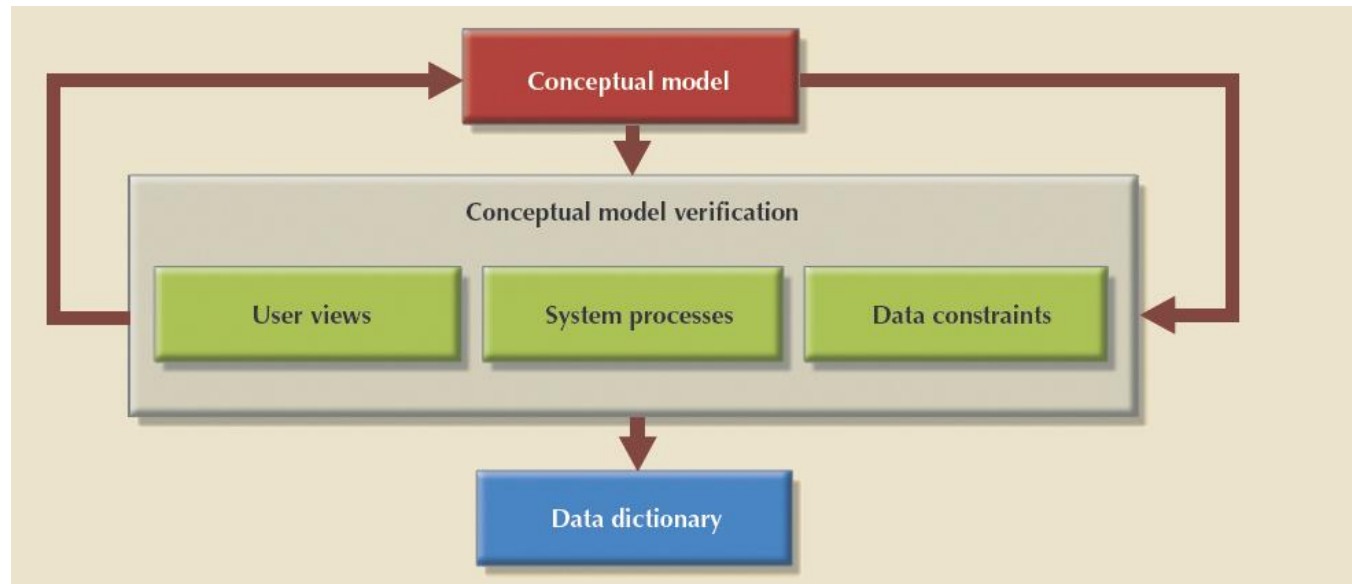 Conceptual model
Conceptual model verification
User views
System processes
Data constraints
Data dictionary